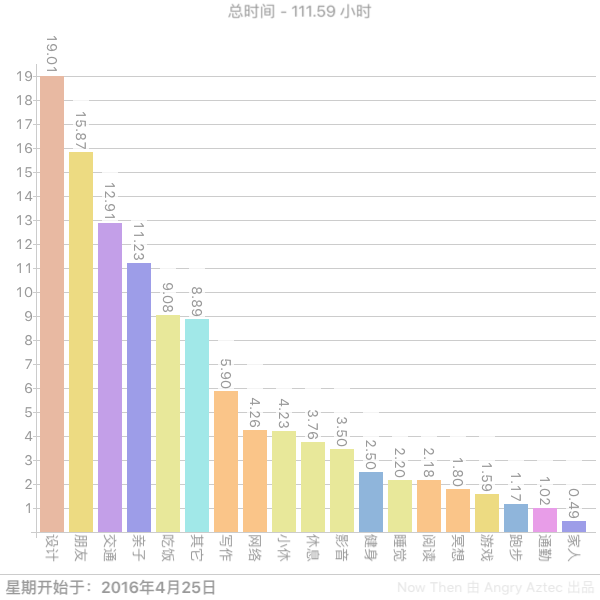 总时间 - 111.59 小时
19.01
15.87
12.91
11.23
9.08
8.89
5.90
4.26
4.23
3.76
3.50
2.50
2.20
2.18
1.80
1.59
1.17
1.02
0.49
19
18
17
16
15
14
13
12
11
10
9
8
7
6
5
4
3
2
1
设计
朋友
交通
亲子
吃饭
其它
写作
网络
小休
休息
影音
健身
睡觉
阅读
冥想
游戏
跑步
通勤
家人
星期开始于：2016年4月25日
Now Then 由 Angry Aztec 出品